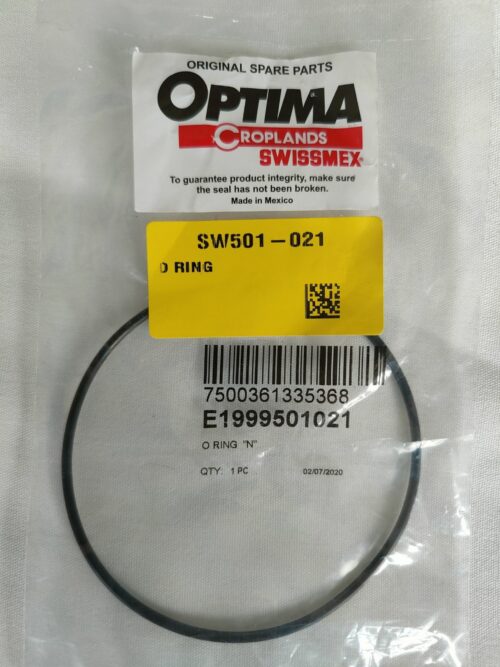 ORIGINAL SPARE PARTS
OPTIMA
CROPLANDS
SWISSMEX
To guarantee product integrity, make sure
the seal has not been broken.
Made in Mexico
SW501-021
O RING
7500361335368
E1999501021
O RING "N"
QTY: 1 PC 02/07/2020